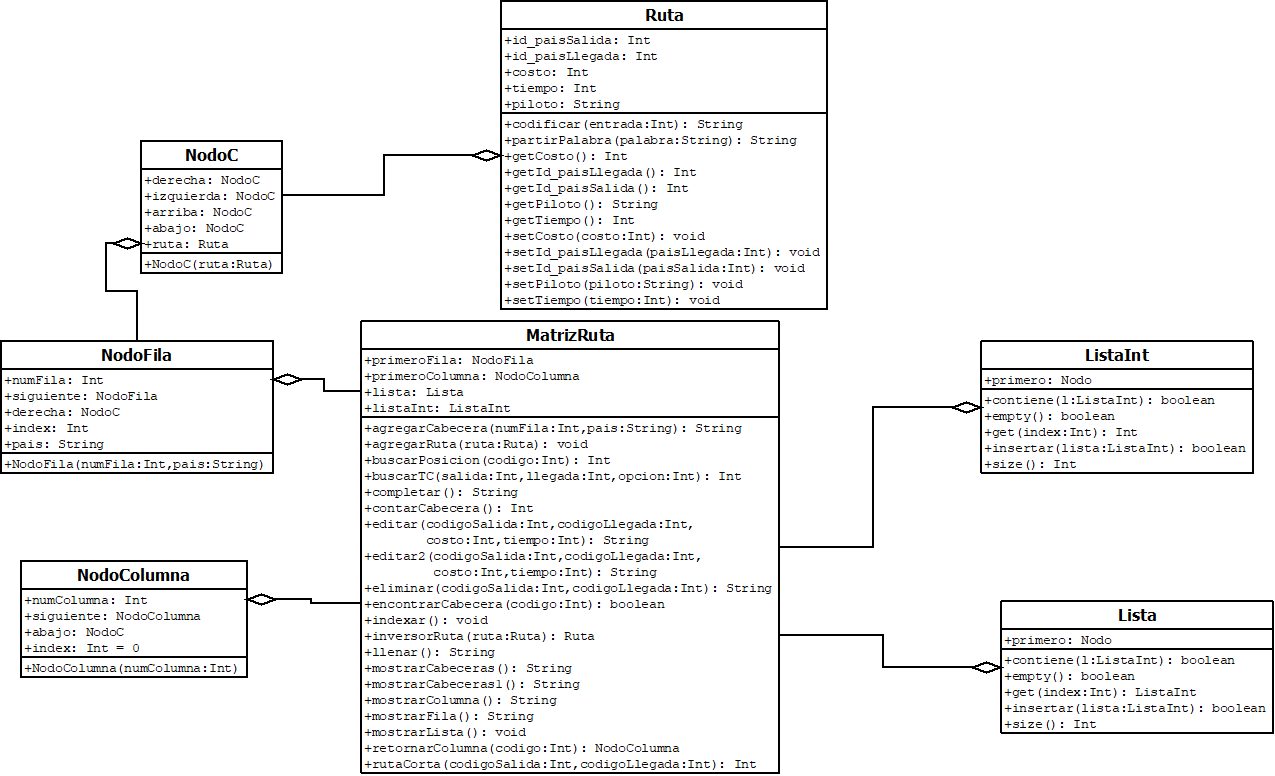 Ruta
+id_paisSalida: Int
+id_paisLlegada: Int
+costo: Int
+tiempo: Int
+piloto: String
+codificar(entrada:Int): String
+partirPalabra(palabra:String): String
+getCosto(): Int
+getId_paisLlegada(): Int
+getId_paisSalida(): Int
+getPiloto(): String
+getTiempo(): Int
+setCosto(costo:Int): void
+setId_paisLlegada(paisLlegada:Int): void
+setId_paisSalida(paisSalida:Int): void
+setPiloto(piloto:String): void
+setTiempo(tiempo:Int): void
NodoC
+derecha: NodoC
+izquierda: NodoC
+arriba: NodoC
+abajo: NodoC
+ruta: Ruta
+NodoC(ruta:Ruta)
NodoFila
+numFila: Int
+siguiente: NodoFila
+derecha: NodoC
+index: Int
+pais: String
+NodoFila(numFila:Int,pais:String)
MatrizRuta
+primeroFila: NodoFila
+primeroColumna: NodoColumna
+lista: Lista
+listaInt: ListaInt
+agregarCabecera(numFila:Int,pais:String): String
+agregarRuta(ruta:Ruta): void
+buscarPosicion(codigo:Int): Int
+buscarTC(salida:Int,llegada:Int,opcion:Int): Int
+completar(): String
+contarCabecera(): Int
+editar(codigoSalida:Int,codigoLlegada:Int,
costo:Int,tiempo:Int): String
+editar2(codigoSalida:Int,codigoLlegada:Int,
costo:Int,tiempo:Int): String
+eliminar(codigoSalida:Int,codigoLlegada:Int): String
+encontrarCabecera(codigo:Int): boolean
+indexar(): void
+inversorRuta(ruta:Ruta): Ruta
+llenar(): String
+mostrarCabeceras(): String
+mostrarCabeceras1(): String
+mostrarColumna(): String
+mostrarFila(): String
+mostrarLista(): void
+retornarColumna(codigo:Int): NodoColumna
+rutaCorta(codigoSalida:Int,codigoLlegada:Int): Int
ListaInt
+primero: Nodo
+contiene(l:ListaInt): boolean
+empty(): boolean
+get(index:Int): Int
+insertar(lista:ListaInt): boolean
+size(): Int
NodoColumna
+numColumna: Int
+siguiente: NodoColumna
+abajo: NodoC
+index: Int = 0
+NodoColumna(numColumna:Int)
Lista
+primero: Nodo
+contiene(l:ListaInt): boolean
+empty(): boolean
+get(index:Int): ListaInt
+insertar(lista:ListaInt): boolean
+size(): Int